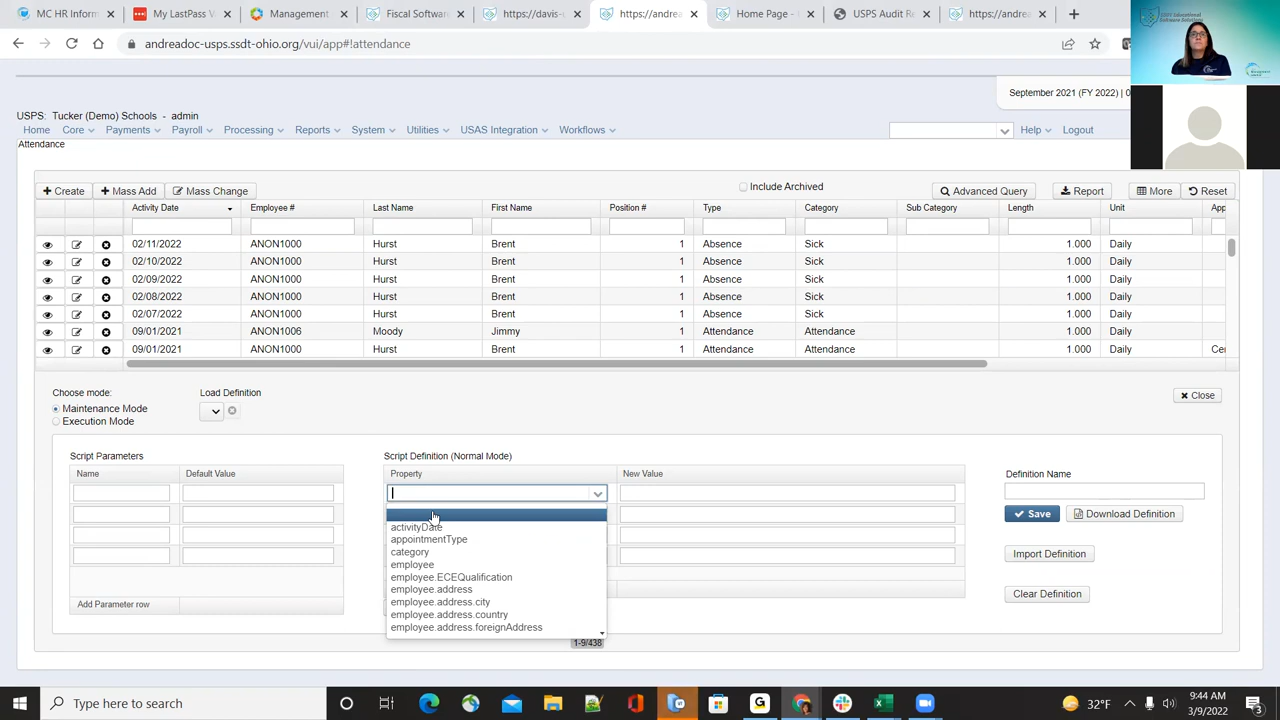 MC HR Inform
My LastPass V
Management
Fiscal Softwar
https://davis-
https://andrea
Home Page - E
USPS Audit R
https://andrea
andreadoc-usps.ssdt-ohio.org/vui/app#!attendance
September 2021 (FY 2022) | 0
USPS: Tucker (Demo) Schools - admin
Home Core Payments Payroll Processing Reports System Utilities USAS Integration Workflows Help Logout
Attendance
Create Mass Add Mass Change Include Archived Advanced Query Report More Reset
Activity Date Employee # Last Name First Name Position # Type Category Sub Category Length Unit App
02/11/2022 ANON1000 Hurst Brent 1 Absence Sick 1.000 Daily
02/10/2022 ANON1000 Hurst Brent 1 Absence Sick 1.000 Daily
02/09/2022 ANON1000 Hurst Brent 1 Absence Sick 1.000 Daily
02/08/2022 ANON1000 Hurst Brent 1 Absence Sick 1.000 Daily
02/07/2022 ANON1000 Hurst Brent 1 Absence Sick 1.000 Daily
09/01/2021 ANON1006 Moody Jimmy 1 Attendance Attendance 1.000 Daily
09/01/2021 ANON1000 Hurst Brent 1 Attendance Attendance 1.000 Daily Cer
Choose mode: Load Definition
Maintenance Mode
Execution Mode
Close
Script Parameters
Name Default Value
Add Parameter row
Script Definition (Normal Mode)
Property New Value
activityDate
appointmentType
category
employee
employee.ECEQualification
employee.address
employee.address.city
employee.address.country
employee.address.foreignAddress
1-9/438
Definition Name
Save Download Definition
Import Definition
Clear Definition
Type here to search
32°F
9:44 AM
3/9/2022
3